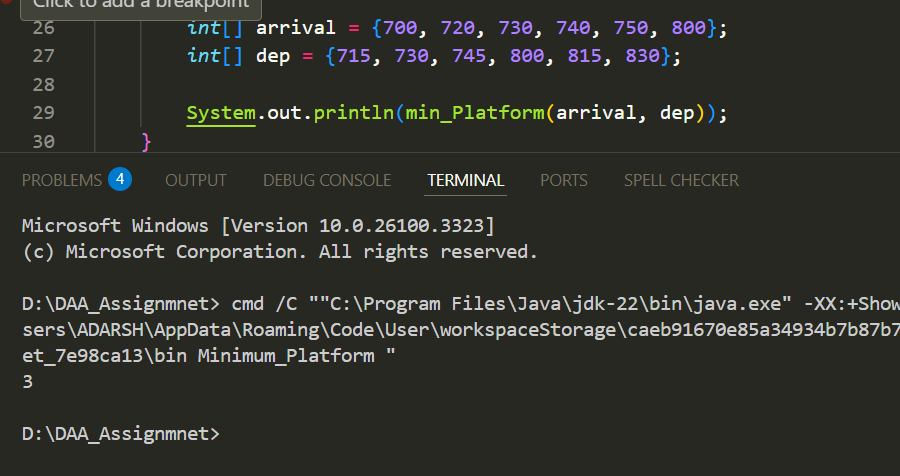 Click to add a breakpoint
26 int[] arrival = {700, 720, 730, 740, 750, 800};
27 int[] dep = {715, 730, 745, 800, 815, 830};
28
29 System.out.println(min_Platform(arrival, dep));
30 }
PROBLEMS 4 OUTPUT DEBUG CONSOLE TERMINAL PORTS SPELL CHECKER
Microsoft Windows [Version 10.0.26100.3323]
(c) Microsoft Corporation. All rights reserved.
D:\DAA_Assignmnet> cmd /C ""C:\Program Files\Java\jdk-22\bin\java.exe" -XX:+Show
sers\ADARSH\AppData\Roaming\Code\User\workspaceStorage\caeb91670e85a34934b7b87b7
et_7e98ca13\bin Minimum_Platform "
3
D:\DAA_Assignmnet>